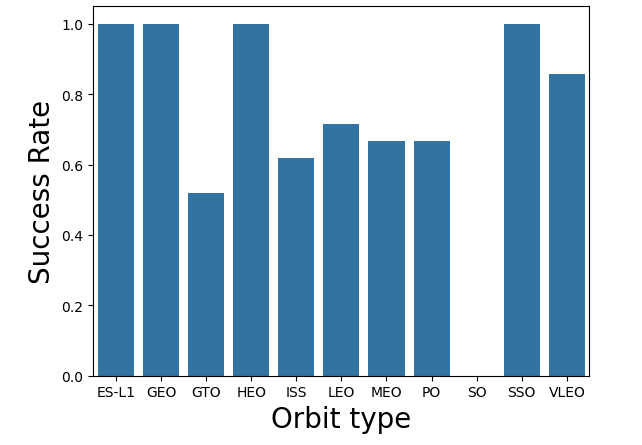 1.0
0.8
0.6
0.4
0.2
0.0
Success Rate
ES-L1 GEO GTO HEO ISS LEO MEO PO SO SSO VLEO
Orbit type